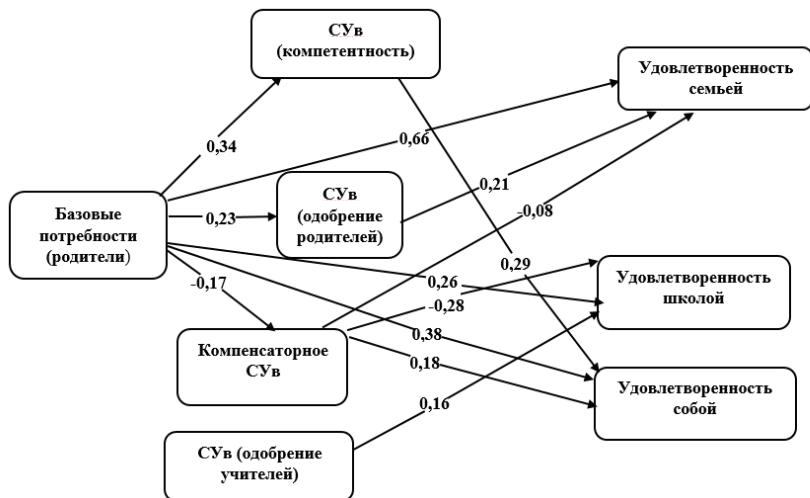 СУв
(компетентность)
Удовлетворенность
семьей
0,34
0,66
СУв
(одобрение
родителей)
0,21
Базовые
потребности
(родители)
0,23
-0,08
0,29
-0,17
0,26
-0,28
Удовлетворенность
школой
Компенсаторное
СУв
0,38
0,18
Удовлетворенность
собой
0,16
СУв (одобрение
учителей)